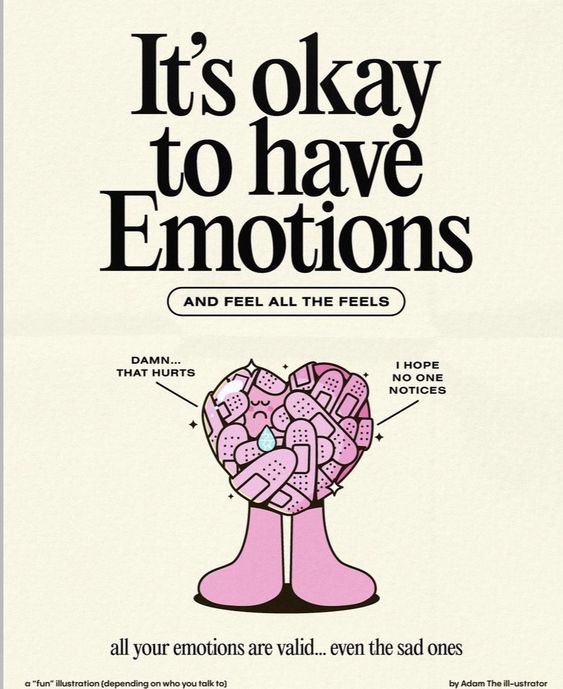 It's okay
to have
Emotions
AND FEEL ALL THE FEELS
DAMN...
THAT HURTS
I HOPE
NO ONE
NOTICES
all your emotions are valid... even the sad ones
a "fun" illustration (depending on who you talk to)
by Adam The ill-ustrator